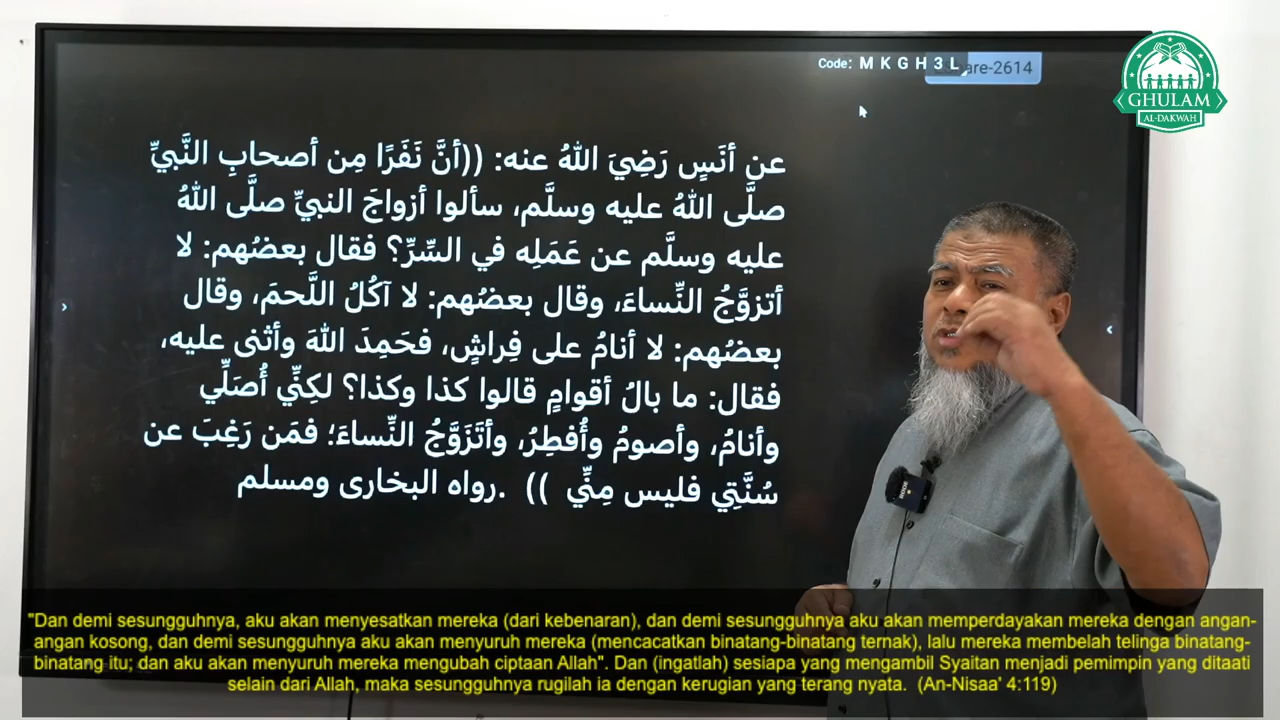 Code: M K G H 3 L
are-2614
GHULAM
AL-DAKWAH
عن أنَسٍ رَضِيَ اللهُ عنه: ((أنَّ نَفَرًا مِن أصحابِ النَّبيِّ
صلَّى اللهُ عليه وسلَّم، سألوا أزواجَ النبيِّ صلَّى اللهُ
عليه وسلَّم عن عَمَلِه في السِّرِّ؟ فقال بعضُهم: لا
أتزوَّجُ النِّساءَ، وقال بعضُهم: لا آكُلُ اللَّحمَ، وقال
بعضُهم: لا أنامُ على فِراشٍ، فحَمِدَ اللهَ وأثنى عليه،
فقال: ما بالُ أقوامٍ قالوا كذا وكذا؟ لكِنِّي أُصَلِّي
وأنامُ، وأصومُ وأُفطِرُ، وأتَزَوَّجُ النِّساءَ؛ فمَن رَغِبَ عن
سُنَّتِي فليس مِنِّي )) .رواه البخارى ومسلم
"Dan demi sesungguhnya, aku akan menyesatkan mereka (dari kebenaran), dan demi sesungguhnya aku akan memperdayakan mereka dengan angan-
angan kosong, dan demi sesungguhnya aku akan menyuruh mereka (mencacatkan binatang-binatang ternak), lalu mereka membelah telinga binatang-
binatang itu; dan aku akan menyuruh mereka mengubah ciptaan Allah". Dan (ingatlah) sesiapa yang mengambil Syaitan menjadi pemimpin yang ditaati
selain dari Allah, maka sesungguhnya rugilah ia dengan kerugian yang terang nyata. (An-Nisaa' 4:119)